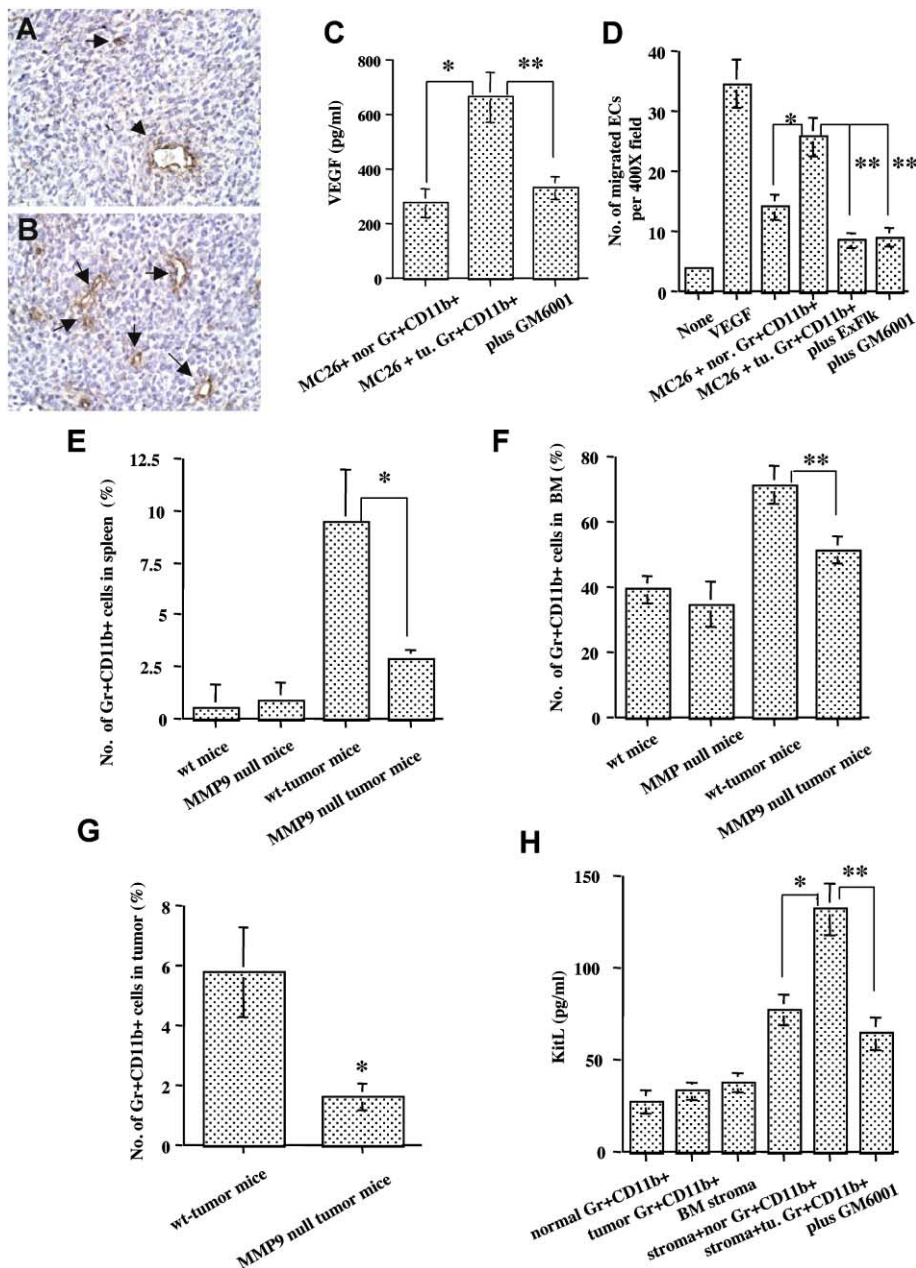 A
B
C
VEGF (pg/ml)
800
600
400
200
0
*
**
MC26+ nor Gr+CD11b+
MC26 + tu. Gr+CD11b+
plus GM6001
D
No. of migrated ECs
per 400X field
40
30
20
10
0
*
**
**
None
VEGF
MC26 + nor. Gr+CD11b+
MC26 + tu. Gr+CD11b+
plus ExFlk
plus GM6001
E
No. of Gr+CD11b+ cells in spleen (%)
12.5
10
7.5
5
2.5
0
*
wt mice
MMP9 null mice
wt-tumor mice
MMP9 null tumor mice
F
No. of Gr+CD11b+ cells in BM (%)
80
60
40
20
0
**
wt mice
MMP null mice
wt-tumor mice
MMP9 null tumor mice
G
No. of Gr+CD11b+ cells in tumor (%)
8
6
4
2
0
*
wt-tumor mice
MMP9 null tumor mice
H
KitL (pg/ml)
150
100
50
0
*
**
normal Gr+CD11b+
tumor Gr+CD11b+
BM stroma
stroma+nor Gr+CD11b+
stroma+tu. Gr+CD11b+
plus GM6001